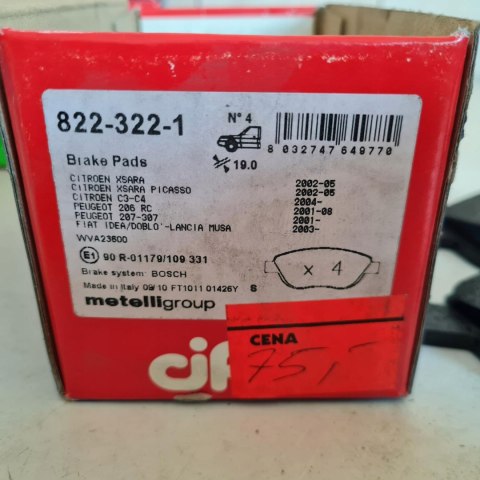 822-322-1
N° 4
8 032747 649770
Brake Pads
19.0
CITROEN XSARA 2002-05
CITROEN XSARA PICASSO 2002-05
CITROEN C3-C4 2004-
PEUGEOT 206 RC 2001-08
PEUGEOT 207-307 2001-
FIAT IDEA/DOBLO'-LANCIA MUSA 2003-
WVA23600
E1 90 R-01179/109 331
x 4
Brake system: BOSCH
Made in Italy 09/10 FT1011 01426Y S
metelligroup
CENA
75,-